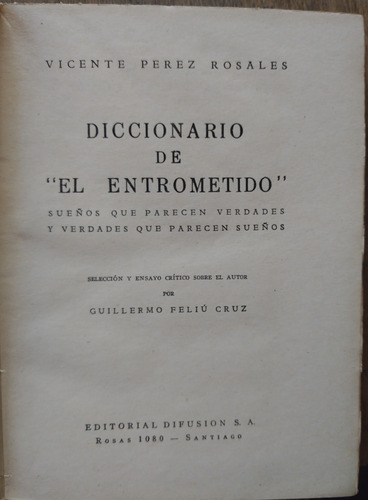 VICENTE PEREZ ROSALES
DICCIONARIO
DE
"EL ENTROMETIDO"
SUEÑOS QUE PARECEN VERDADES
Y VERDADES QUE PARECEN SUEÑOS
SELECCIÓN Y ENSAYO CRÍTICO SOBRE EL AUTOR
POR
GUILLERMO FELIÚ CRUZ
EDITORIAL DIFUSION S. A.
ROSAS 1080 — SANTIAGO